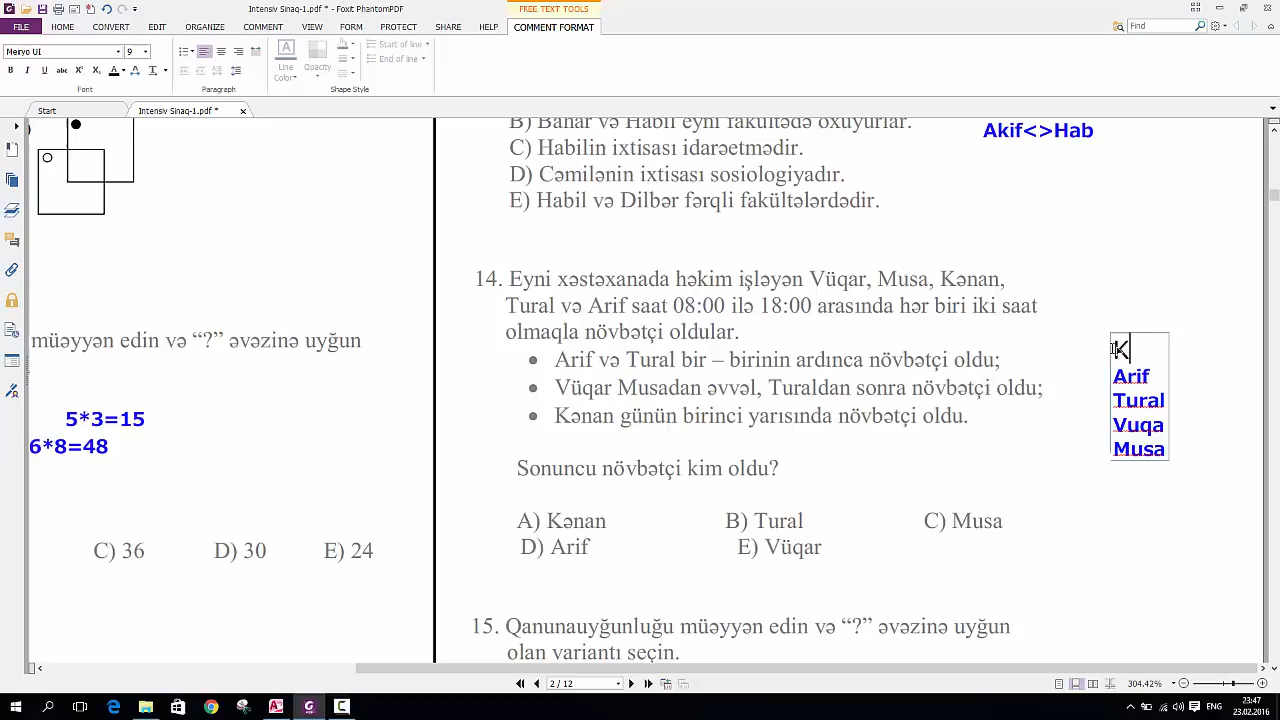 Intensiv Sinaq-1.pdf * - Foxit PhantomPDF
FREE TEXT TOOLS
FILE HOME CONVERT EDIT ORGANIZE COMMENT VIEW FORM PROTECT SHARE HELP COMMENT FORMAT
Find
Meiryo UI 9
B I U abc X X A T
Line Color
Opacity
Start of line
End of line
Font Paragraph Shape Style
Start Intensiv Sinaq-1.pdf *
B) Bahar və Habil eyni fakültədə oxuyurlar.
C) Habilin ixtisası idarəetmədir.
D) Cəmilənin ixtisası sosiologiyadır.
E) Habil və Dilbər fərqli fakültələrdədir.
Akif<>Hab
müəyyən edin və “?” əvəzinə uyğun
5*3=15
6*8=48
C) 36 D) 30 E) 24
14. Eyni xəstəxanada həkim işləyən Vüqar, Musa, Kənan,
Tural və Arif saat 08:00 ilə 18:00 arasında hər biri iki saat
olmaqla növbətçi oldular.
• Arif və Tural bir – birinin ardınca növbətçi oldu;
• Vüqar Musadan əvvəl, Turaldan sonra növbətçi oldu;
• Kənan günün birinci yarısında növbətçi oldu.
Sonuncu növbətçi kim oldu?
A) Kənan B) Tural C) Musa
D) Arif E) Vüqar
K
Arif
Tural
Vuqa
Musa
15. Qanunauyğunluğu müəyyən edin və “?” əvəzinə uyğun
olan variantı seçin.
2 / 12
304.42%
ENG
23:47
23.02.2016